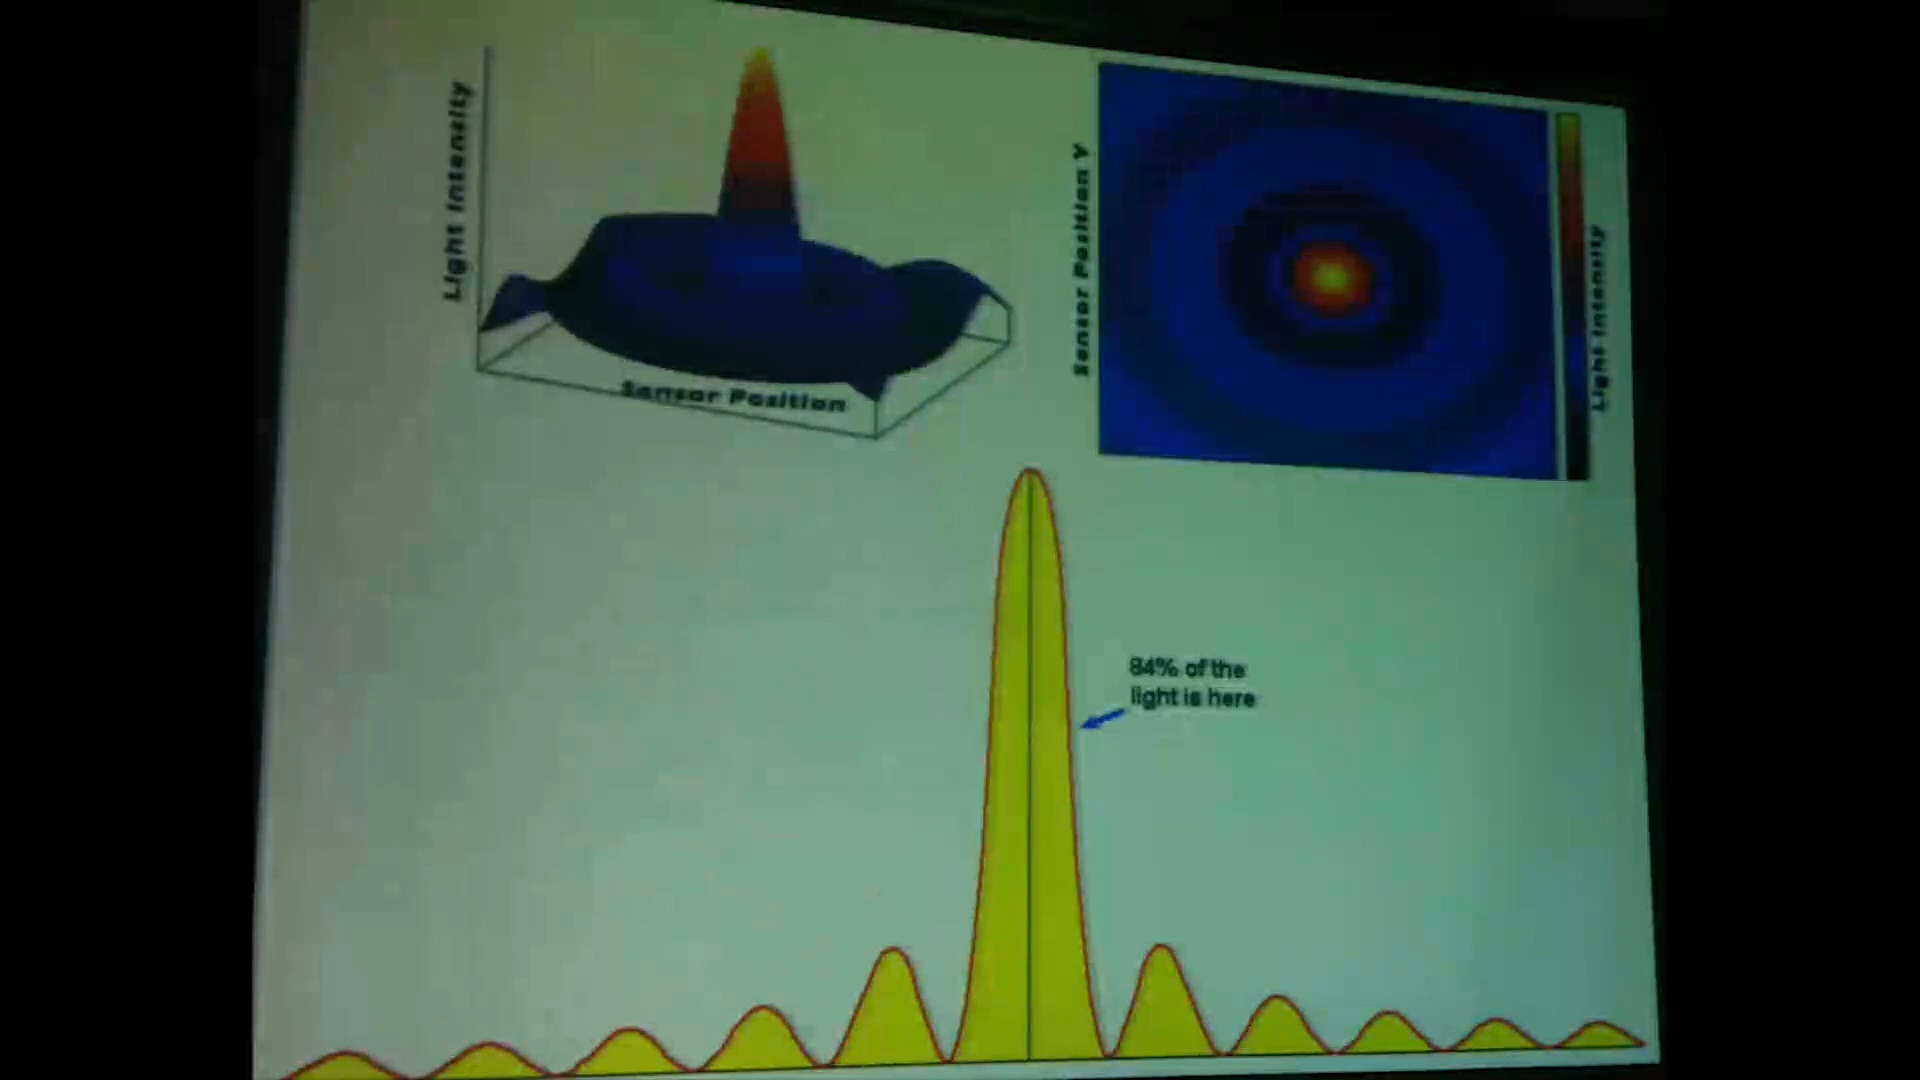 Light Intensity
Sensor Position
Sensor Position Y
Light Intensity
84% of the
light is here